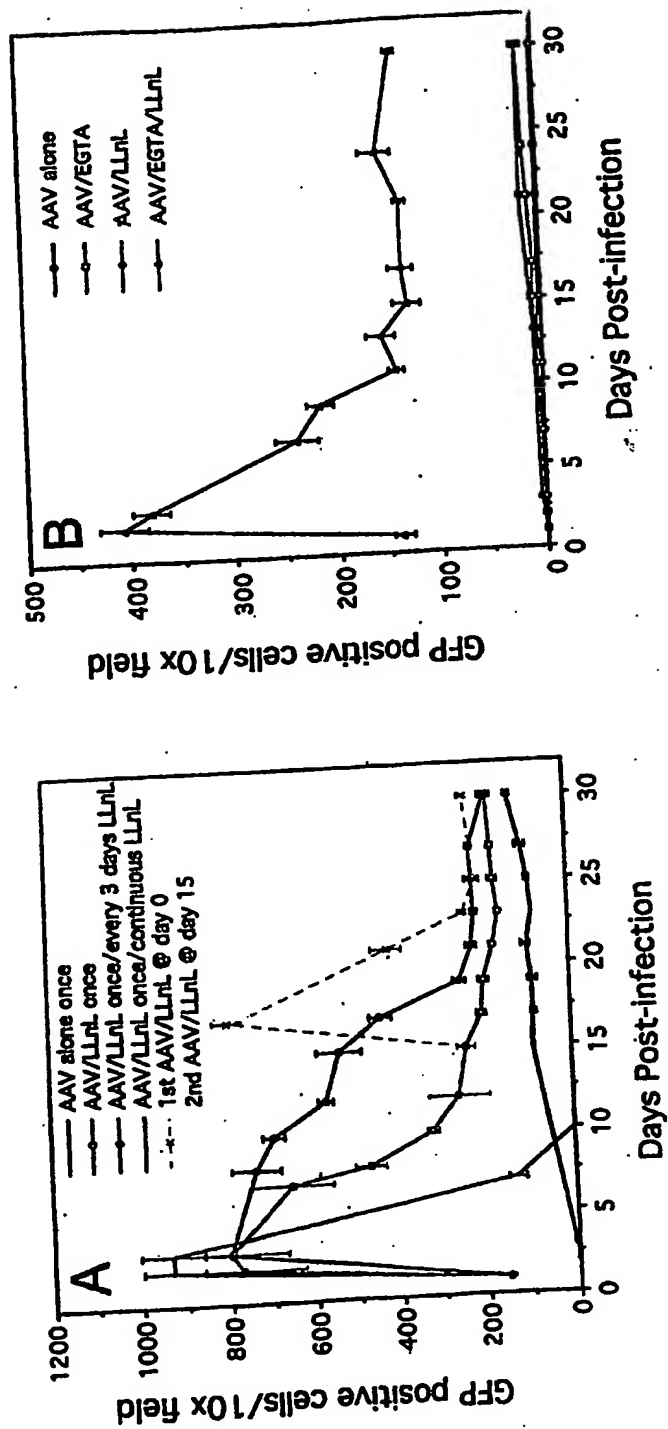 A
GFP positive cells/10x field
1200
1000
800
600
400
200
0
AAV alone once
AAV/LLnL once
AAV/LLnL once/every 3 days LLnL
AAV/LLnL once/continuous LLnL
1st AAV/LLnL @ day 0
2nd AAV/LLnL @ day 15
0
5
10
15
20
25
30
Days Post-infection
B
GFP positive cells/10x field
500
400
300
200
100
0
AAV alone
AAV/EGTA
AAV/LLnL
AAV/EGTA/LLnL
0
5
10
15
20
25
30
Days Post-infection